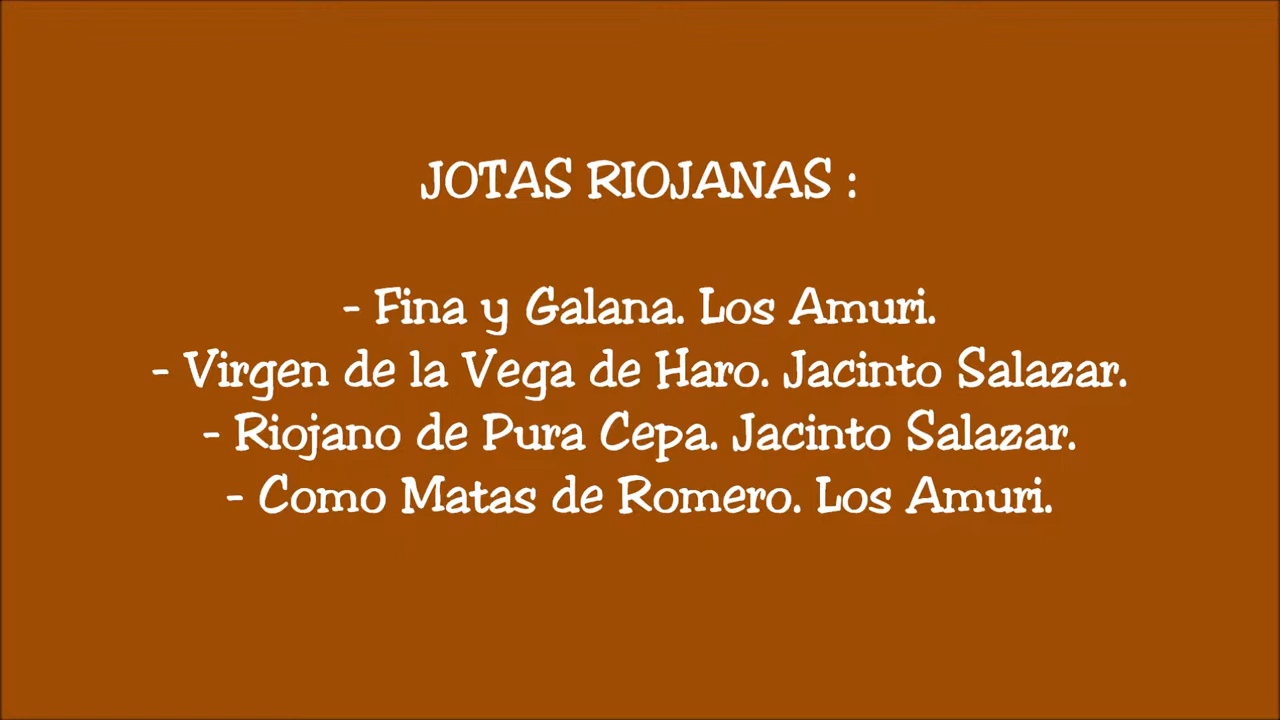 JOTAS RIOJANAS :
- Fina y Galana. Los Amuri.
- Virgen de la Vega de Haro. Jacinto Salazar.
- Riojano de Pura Cepa. Jacinto Salazar.
- Como Matas de Romero. Los Amuri.